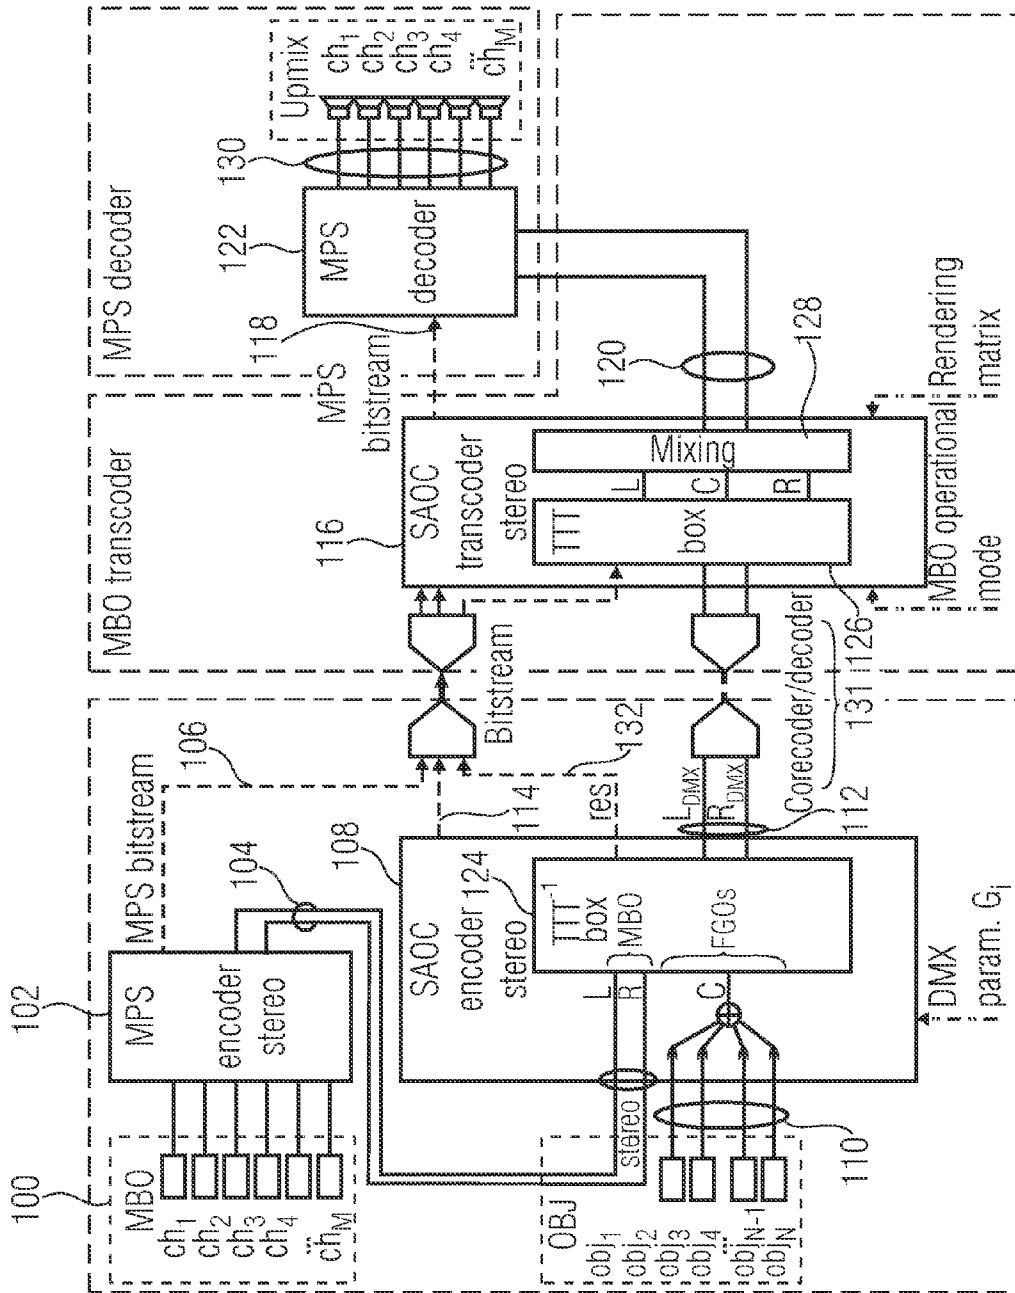 100
MBO
ch1
ch2
ch3
ch4
...
chM
102
MPS
encoder
stereo
MPS bitstream
106
104
OBJ
obj1
obj2
obj3
obj4
...
objN-1
objN
stereo
110
108
SAOC
encoder
stereo
124
TTT-1
box
MBO
FGOs
L
R
C
DMX
param. Gi
114
res
132
LDMX
RDMX
112
Bitstream
Corecoder/decoder
131
MBO transcoder
116
SAOC
transcoder
stereo
TTT
box
126
L
C
R
Mixing
128
MBO operational
mode
Rendering
matrix
120
MPS
bitstream
118
MPS decoder
122
MPS
decoder
130
Upmix
ch1
ch2
ch3
ch4
...
chM